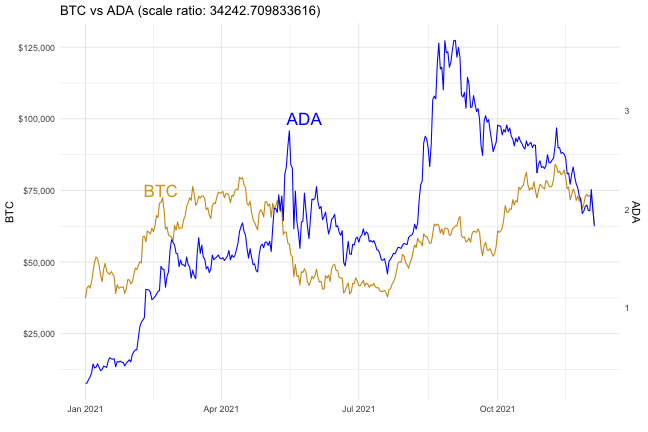 BTC vs ADA (scale ratio: 34242.709833616)
$125,000
$100,000
$75,000
$50,000
$25,000
BTC
ADA
BTC
3
2
1
ADA
Jan 2021
Apr 2021
Jul 2021
Oct 2021